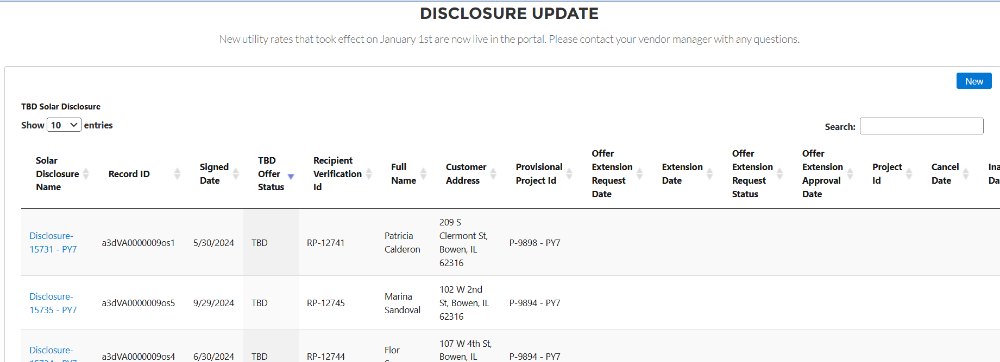 DISCLOSURE UPDATE
New utility rates that took effect on January 1st are now live in the portal. Please contact your vendor manager with any questions.
New
TBD Solar Disclosure
Show 10 entries
Search:
Solar
Disclosure
Name
Record ID
Signed
Date
TBD
Offer
Status
Recipient
Verification
Id
Full
Name
Customer
Address
Provisional
Project Id
Offer
Extension
Request
Date
Extension
Date
Offer
Extension
Request
Status
Offer
Extension
Approval
Date
Project
Id
Cancel
Date
Ina
Da
Disclosure-
15731 - PY7
a3dVA0000009os1
5/30/2024
TBD
RP-12741
Patricia
Calderon
209 S
Clermont St,
Bowen, IL
62316
P-9898 - PY7
Disclosure-
15735 - PY7
a3dVA0000009os5
9/29/2024
TBD
RP-12745
Marina
Sandoval
102 W 2nd
St, Bowen, IL
62316
P-9894 - PY7
Disclosure-
15734 - PY7
a3dVA0000009os4
6/30/2024
TBD
RP-12744
Flor
107 W 4th St,
Bowen, IL
P-9894 - PY7